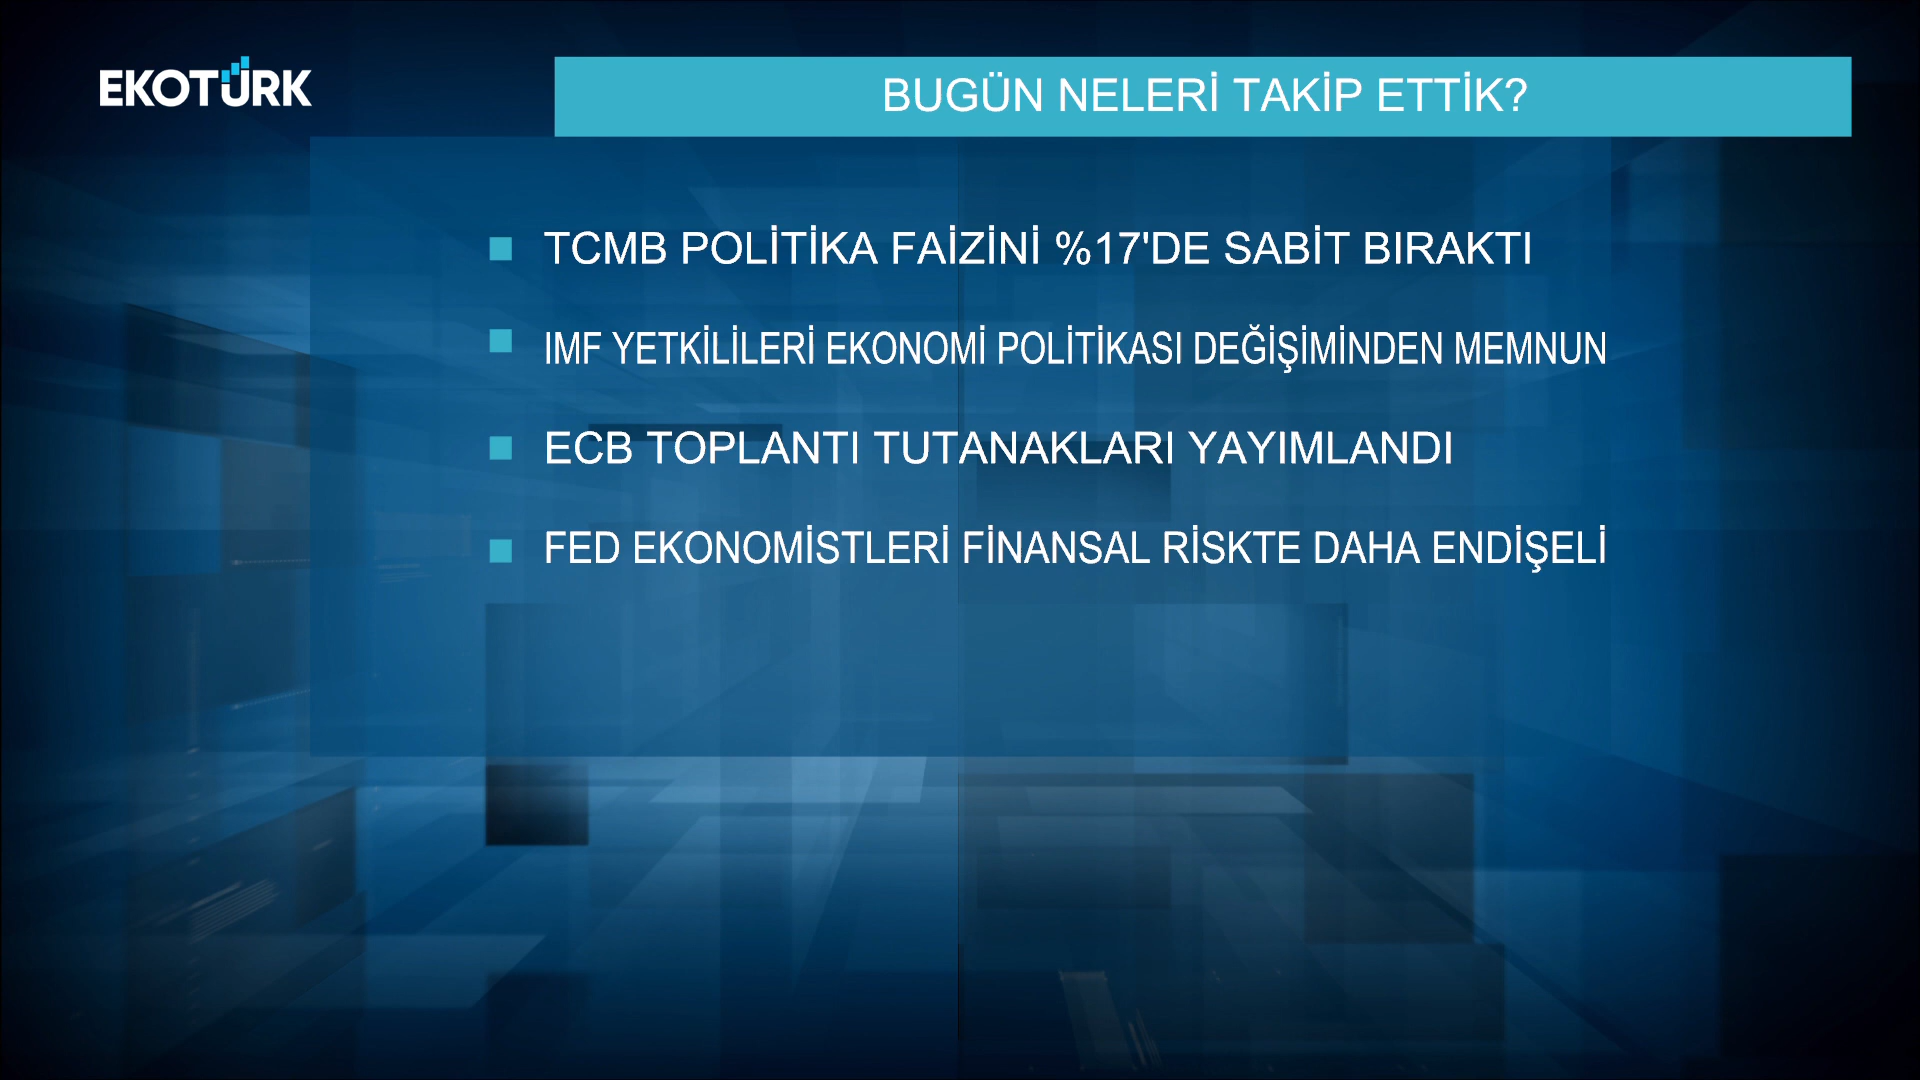 EKOTÜRK
BUGÜN NELERİ TAKİP ETTİK?
TCMB POLİTİKA FAİZİNİ %17'DE SABİT BIRAKTI
IMF YETKİLİLERİ EKONOMİ POLİTİKASI DEĞİŞİMİNDEN MEMNUN
ECB TOPLANTI TUTANAKLARI YAYIMLANDI
FED EKONOMİSTLERİ FİNANSAL RİSKTE DAHA ENDİŞELİ